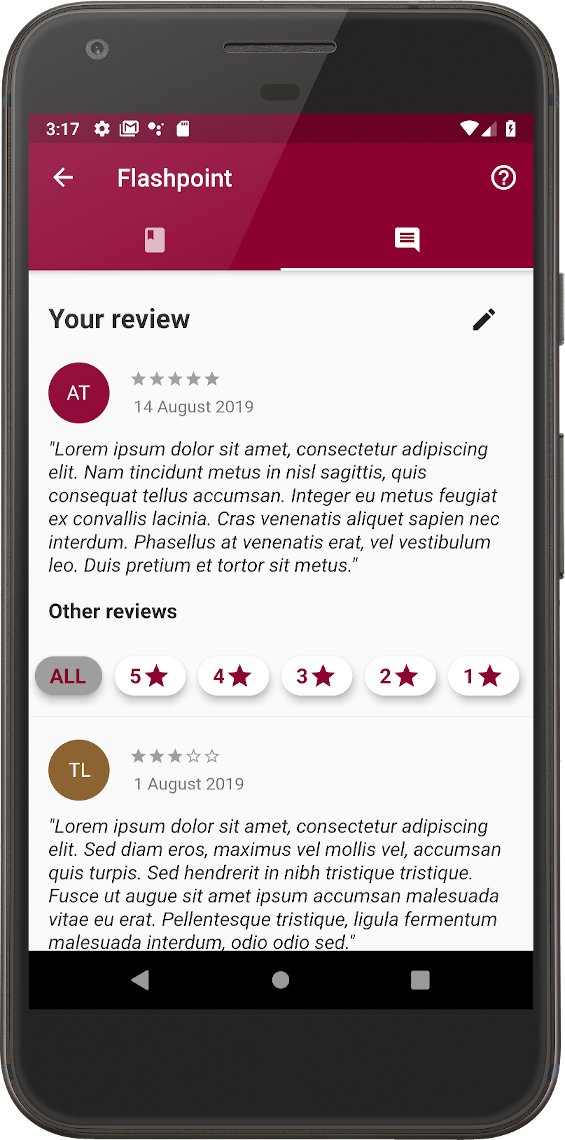 3:17
Flashpoint
Your review
AT
14 August 2019
"Lorem ipsum dolor sit amet, consectetur adipiscing
elit. Nam tincidunt metus in nisl sagittis, quis
consequat tellus accumsan. Integer eu metus feugiat
ex convallis lacinia. Cras venenatis aliquet sapien nec
interdum. Phasellus at venenatis erat, vel vestibulum
leo. Duis pretium et tortor sit metus."
Other reviews
ALL 5 4 3 2 1
TL
1 August 2019
"Lorem ipsum dolor sit amet, consectetur adipiscing
elit. Sed diam eros, maximus vel mollis vel, accumsan
quis turpis. Sed hendrerit in nibh tristique tristique.
Fusce ut augue sit amet ipsum accumsan malesuada
vitae eu erat. Pellentesque tristique, ligula fermentum
malesuada interdum, odio odio sed."